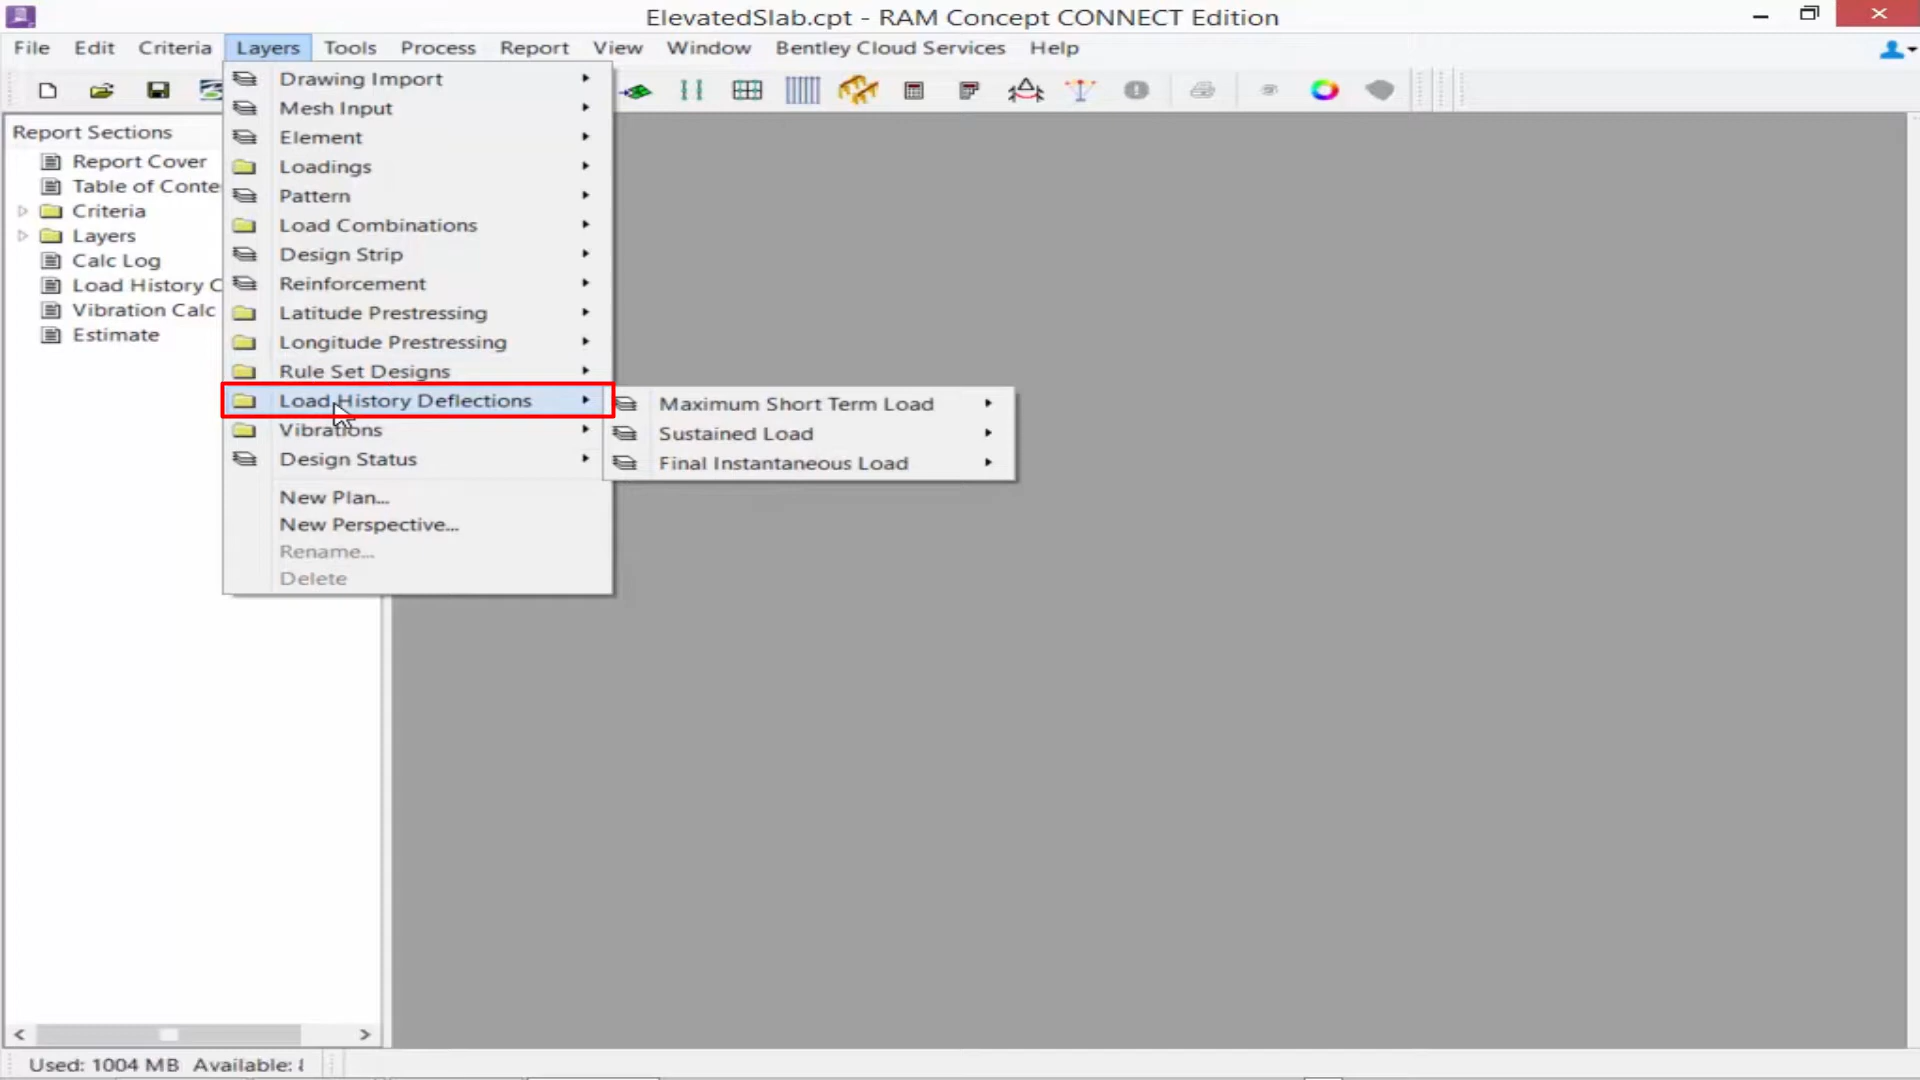 ElevatedSlab.cpt - RAM Concept CONNECT Edition
File Edit Criteria Layers Tools Process Report View Window Bentley Cloud Services Help
Report Sections
Report Cover
Table of Conte
Criteria
Layers
Calc Log
Load History C
Vibration Calc
Estimate
Drawing Import
Mesh Input
Element
Loadings
Pattern
Load Combinations
Design Strip
Reinforcement
Latitude Prestressing
Longitude Prestressing
Rule Set Designs
Load History Deflections
Vibrations
Design Status
New Plan...
New Perspective...
Rename...
Delete
Maximum Short Term Load
Sustained Load
Final Instantaneous Load
Used: 1004 MB Available: